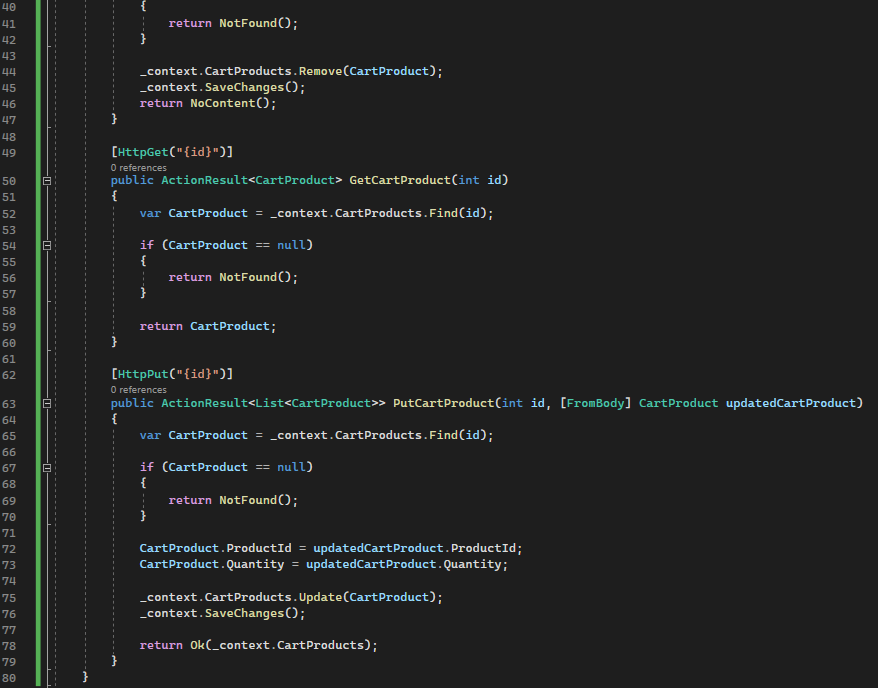 40 {
41 return NotFound();
42 }
43
44 _context.CartProducts.Remove(CartProduct);
45 _context.SaveChanges();
46 return NoContent();
47 }
48
49 [HttpGet("{id}")]
0 references
50 public ActionResult<CartProduct> GetCartProduct(int id)
51 {
52 var CartProduct = _context.CartProducts.Find(id);
53
54 if (CartProduct == null)
55 {
56 return NotFound();
57 }
58
59 return CartProduct;
60 }
61
62 [HttpPut("{id}")]
0 references
63 public ActionResult<List<CartProduct>> PutCartProduct(int id, [FromBody] CartProduct updatedCartProduct)
64 {
65 var CartProduct = _context.CartProducts.Find(id);
66
67 if (CartProduct == null)
68 {
69 return NotFound();
70 }
71
72 CartProduct.ProductId = updatedCartProduct.ProductId;
73 CartProduct.Quantity = updatedCartProduct.Quantity;
74
75 _context.CartProducts.Update(CartProduct);
76 _context.SaveChanges();
77
78 return Ok(_context.CartProducts);
79 }
80 }